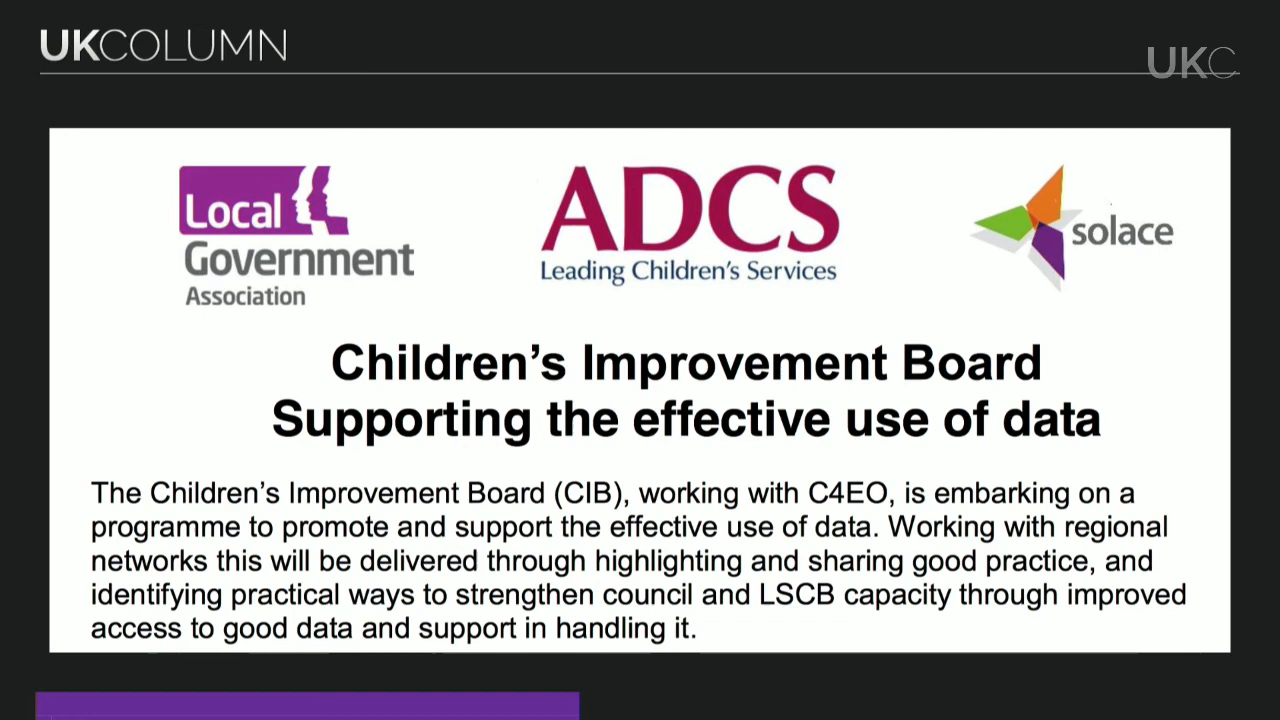 UKCOLUMN
UKC
Local
Government
Association
ADCS
Leading Children's Services
solace
Children's Improvement Board
Supporting the effective use of data
The Children's Improvement Board (CIB), working with C4EO, is embarking on a
programme to promote and support the effective use of data. Working with regional
networks this will be delivered through highlighting and sharing good practice, and
identifying practical ways to strengthen council and LSCB capacity through improved
access to good data and support in handling it.